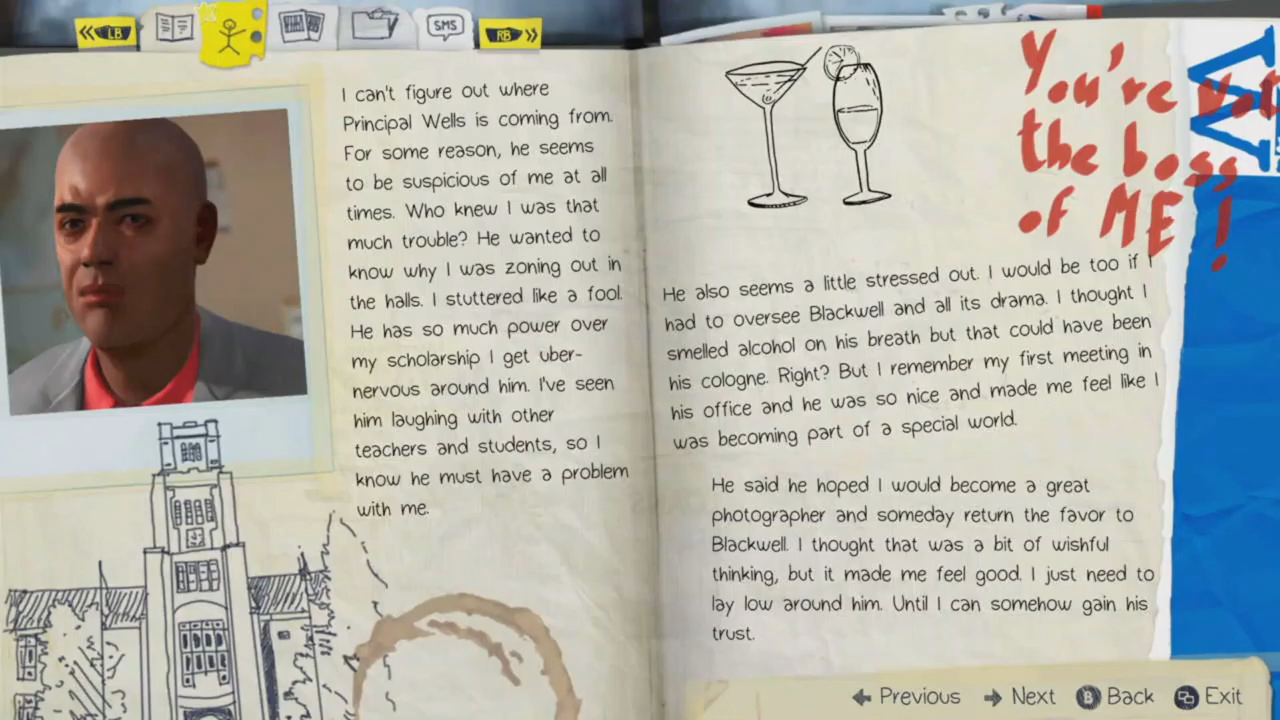 LB
SMS
RB
I can't figure out where
Principal Wells is coming from.
For some reason, he seems
to be suspicious of me at all
times. Who knew I was that
much trouble? He wanted to
know why I was zoning out in
the halls. I stuttered like a fool.
He has so much power over
my scholarship I get uber-
nervous around him. I've seen
him laughing with other
teachers and students, so I
know he must have a problem
with me.
You're not
the boss
of ME!
W
He also seems a little stressed out. I would be too if I
had to oversee Blackwell and all its drama. I thought I
smelled alcohol on his breath but that could have been
his cologne. Right? But I remember my first meeting in
his office and he was so nice and made me feel like I
was becoming part of a special world.
He said he hoped I would become a great
photographer and someday return the favor to
Blackwell. I thought that was a bit of wishful
thinking, but it made me feel good. I just need to
lay low around him. Until I can somehow gain his
trust.
Previous Next B Back Exit